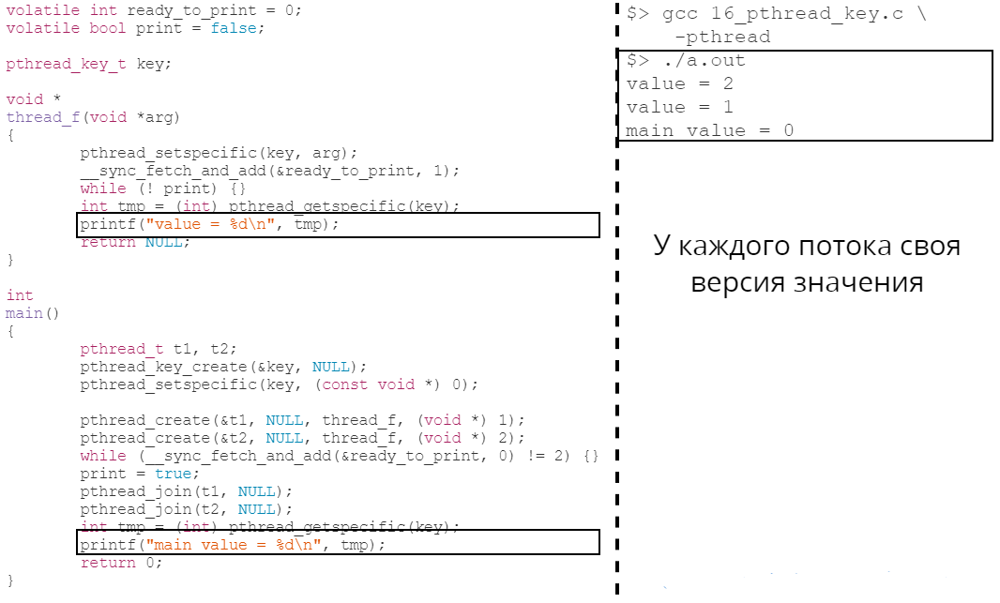 volatile int ready_to_print = 0;
volatile bool print = false;

pthread_key_t key;

void *
thread_f(void *arg)
{
        pthread_setspecific(key, arg);
        __sync_fetch_and_add(&ready_to_print, 1);
        while (! print) {}
        int tmp = (int) pthread_getspecific(key);
        printf("value = %d\n", tmp);
        return NULL;
}

int
main()
{
        pthread_t t1, t2;
        pthread_key_create(&key, NULL);
        pthread_setspecific(key, (const void *) 0);

        pthread_create(&t1, NULL, thread_f, (void *) 1);
        pthread_create(&t2, NULL, thread_f, (void *) 2);
        while (__sync_fetch_and_add(&ready_to_print, 0) != 2) {}
        print = true;
        pthread_join(t1, NULL);
        pthread_join(t2, NULL);
        int tmp = (int) pthread_getspecific(key);
        printf("main value = %d\n", tmp);
        return 0;
}
$> gcc 16_pthread_key.c \
    -pthread
$> ./a.out
value = 2
value = 1
main value = 0
У каждого потока своя
версия значения